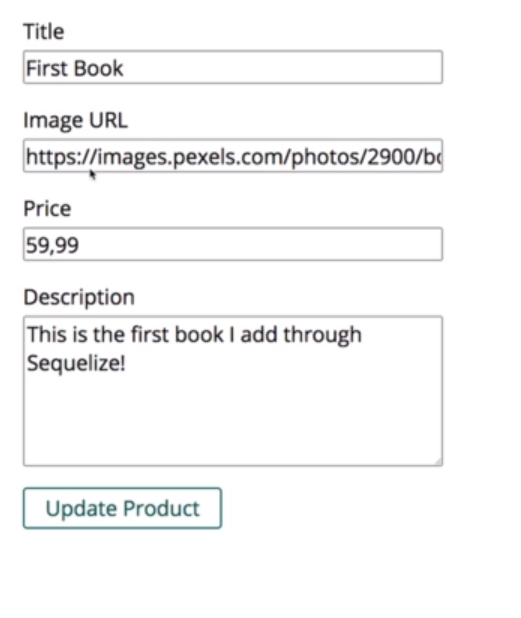 Title
First Book
Image URL
https://images.pexels.com/photos/2900/bo
Price
59,99
Description
This is the first book I add through
Sequelize!
Update Product